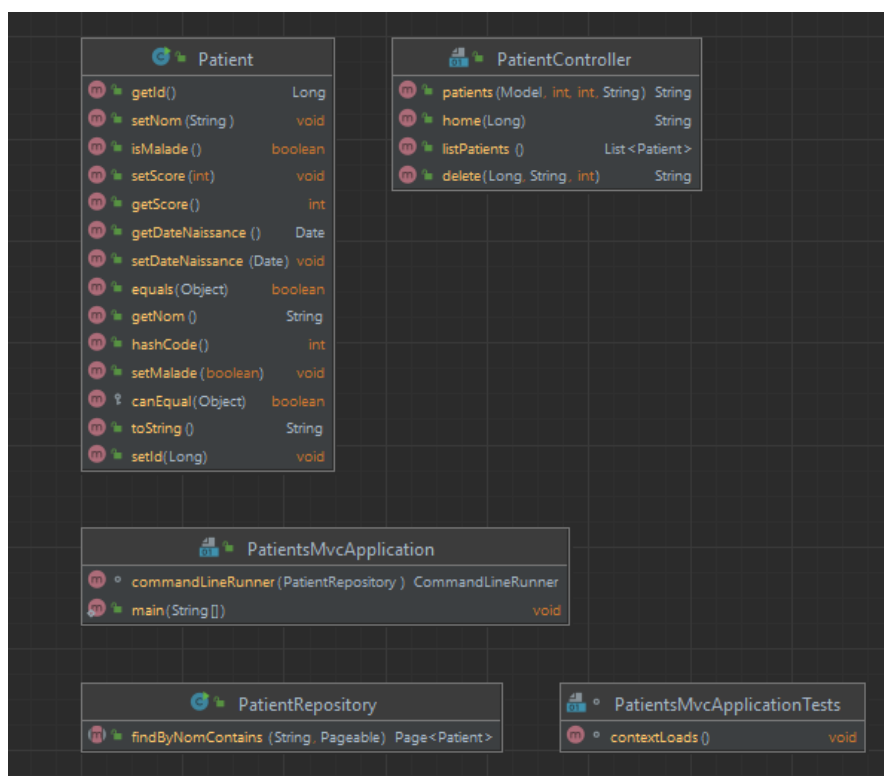 Patient
getId() Long
setNom (String ) void
isMalade () boolean
setScore (int) void
getScore() int
getDateNaissance () Date
setDateNaissance (Date) void
equals(Object) boolean
getNom () String
hashCode() int
setMalade (boolean) void
canEqual(Object) boolean
toString () String
setId(Long) void
PatientController
patients (Model, int, int, String) String
home(Long) String
listPatients () List<Patient>
delete(Long, String, int) String
PatientsMvcApplication
commandLineRunner (PatientRepository ) CommandLineRunner
main(String []) void
PatientRepository
findByNomContains (String, Pageable) Page<Patient>
PatientsMvcApplicationTests
contextLoads () void